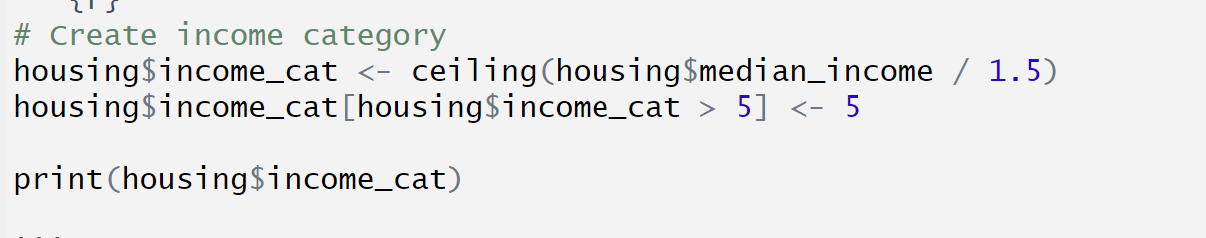 {r}
# Create income category
housing$income_cat <- ceiling(housing$median_income / 1.5)
housing$income_cat[housing$income_cat > 5] <- 5
print(housing$income_cat)